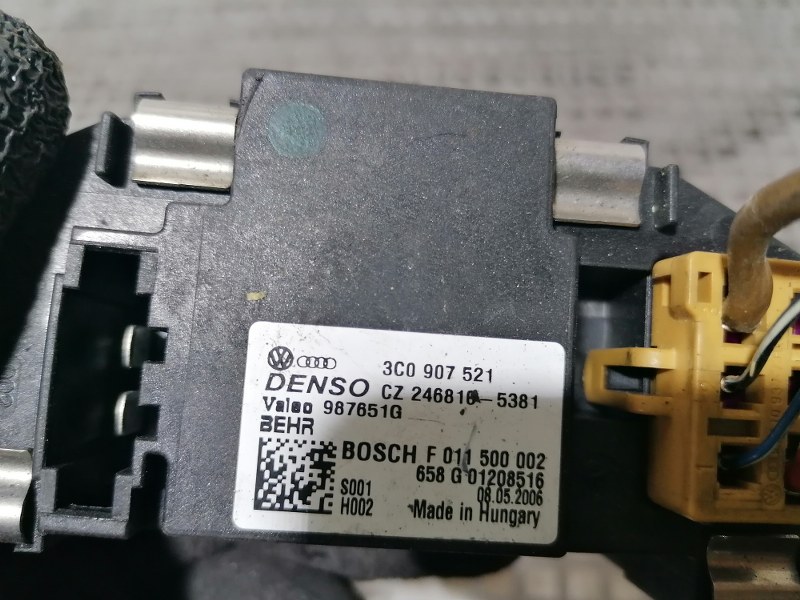 3C0 907 521
DENSO CZ 246810A-5381
Valeo 987651G
BEHR
BOSCH F 011 500 002
658 G 01208516
S001 08.05.2006
H002 Made in Hungary